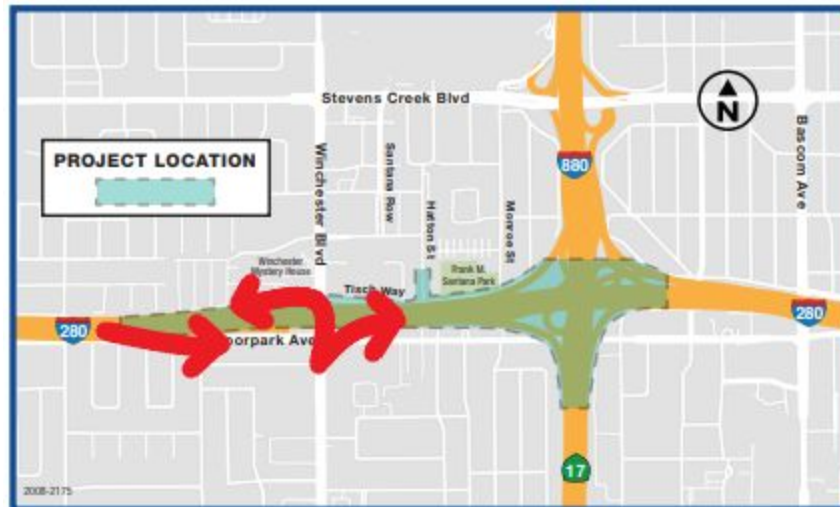 Stevens Creek Blvd
N
PROJECT LOCATION
Winchester Blvd
Santana Row
Hatton St
Monroe St
880
Bascom Ave
Winchester
Mystery House
Tisch Way
Frank M.
Santana Park
280
280
oorpark Ave
17
2008-2175